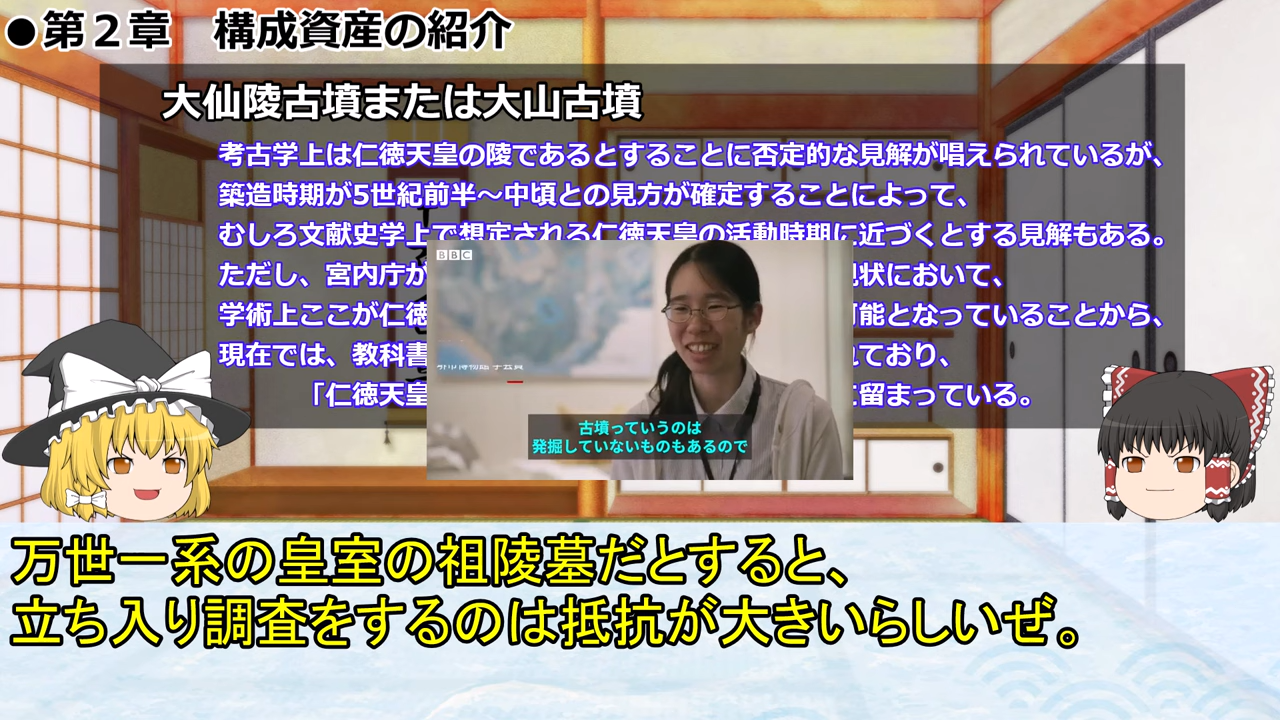 ●第２章　構成資産の紹介
大仙陵古墳または大山古墳
考古学上は仁徳天皇の陵であるとすることに否定的な見解が唱えられているが、
築造時期が5世紀前半～中頃との見方が確定することによって、
むしろ文献史学上で想定される仁徳天皇の活動時期に近づくとする見解もある。
ただし、宮内庁が
状において、
学術上ここが仁徳
能となっていることから、
現在では、教科書
ており、
「仁徳天皇
に留まっている。
BBC
堺市博物館 学芸員
古墳っていうのは
発掘していないものもあるので
万世一系の皇室の祖陵墓だとすると、
立ち入り調査をするのは抵抗が大きいらしいぜ。